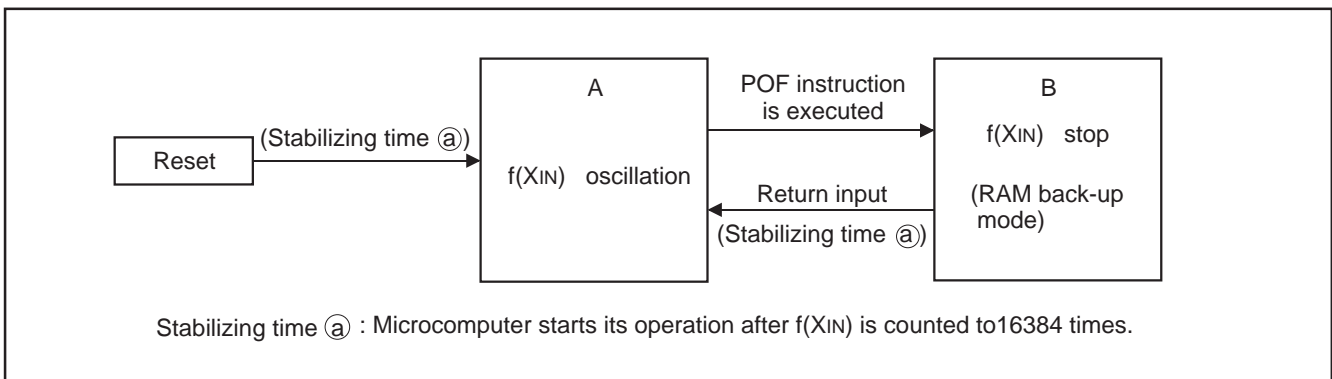 Reset
(Stabilizing time ⓐ)
A
f(XIN) oscillation
POF instruction
is executed
Return input
(Stabilizing time ⓐ)
B
f(XIN) stop
(RAM back-up
mode)
Stabilizing time ⓐ : Microcomputer starts its operation after f(XIN) is counted to16384 times.